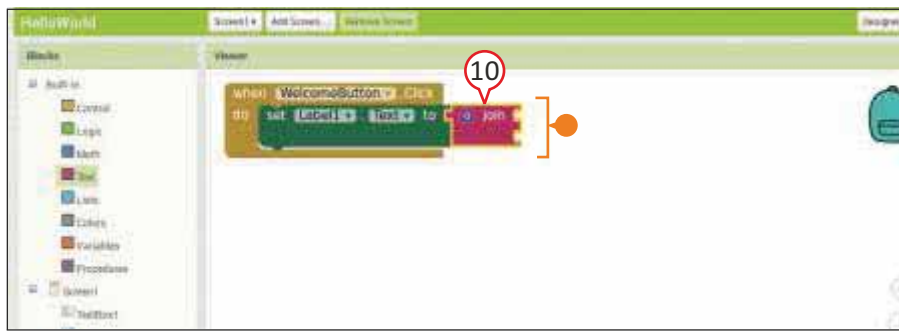 HelloWorld Screen1 Add Screen... Remove Screen Designer
Blocks Viewer
Built-in
Control
Logic
Math
Text
Lists
Colors
Variables
Procedures
Screen1
TextBox1
10
when WelcomeButton .Click
do set Label1 . Text to join